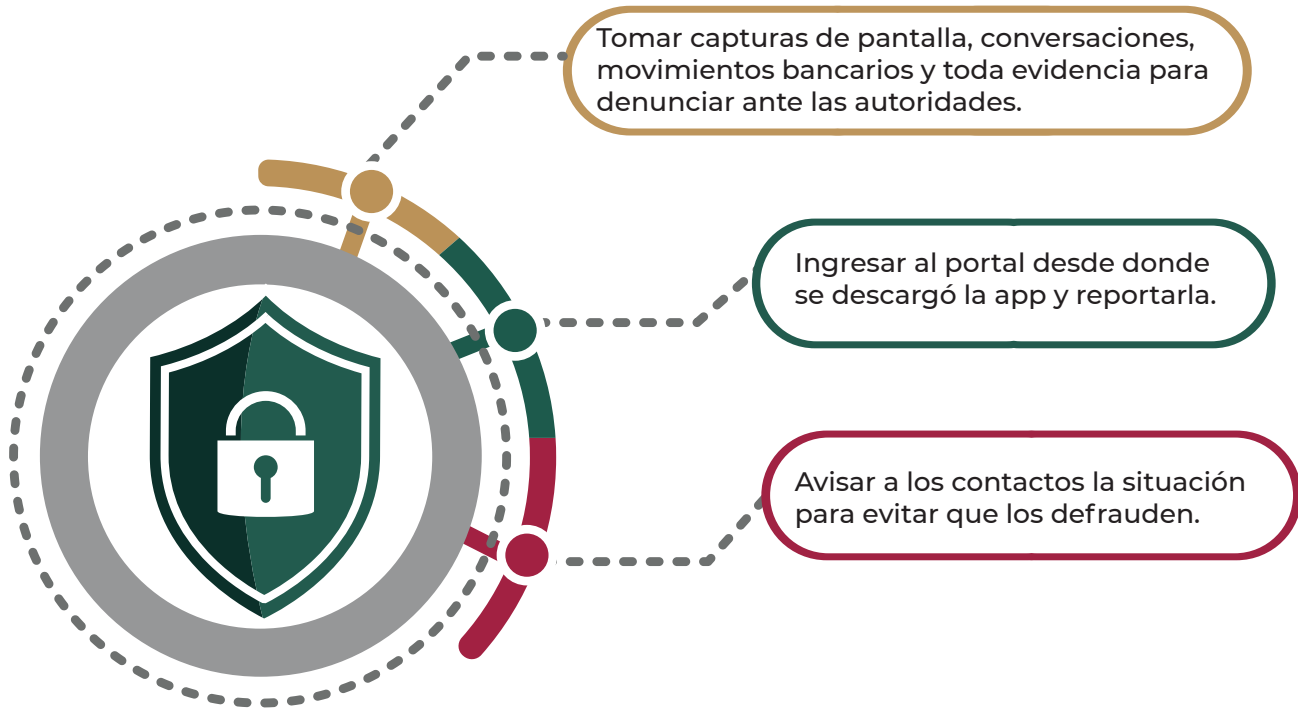 Tomar capturas de pantalla, conversaciones,
movimientos bancarios y toda evidencia para
denunciar ante las autoridades.
Ingresar al portal desde donde
se descargó la app y reportarla.
Avisar a los contactos la situación
para evitar que los defrauden.